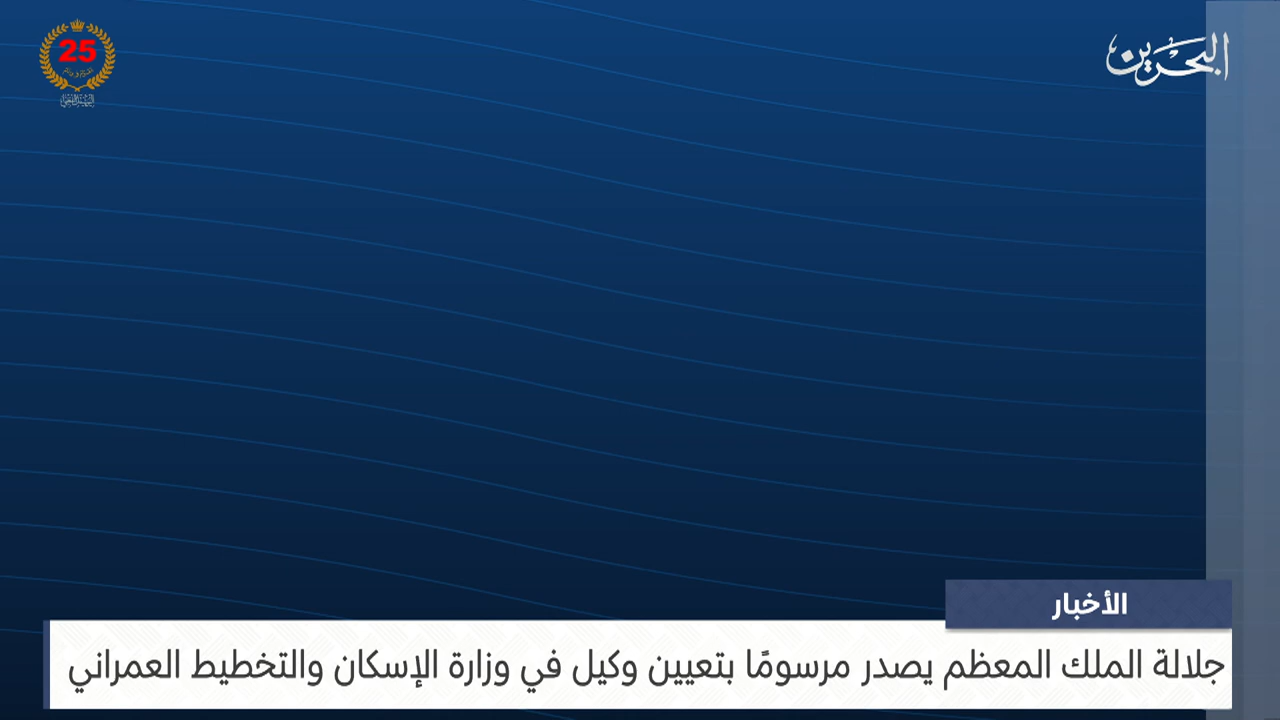 البحرين
25
الأخبار
جلالة الملك المعظم يصدر مرسومًا بتعيين وكيل في وزارة الإسكان والتخطيط العمراني